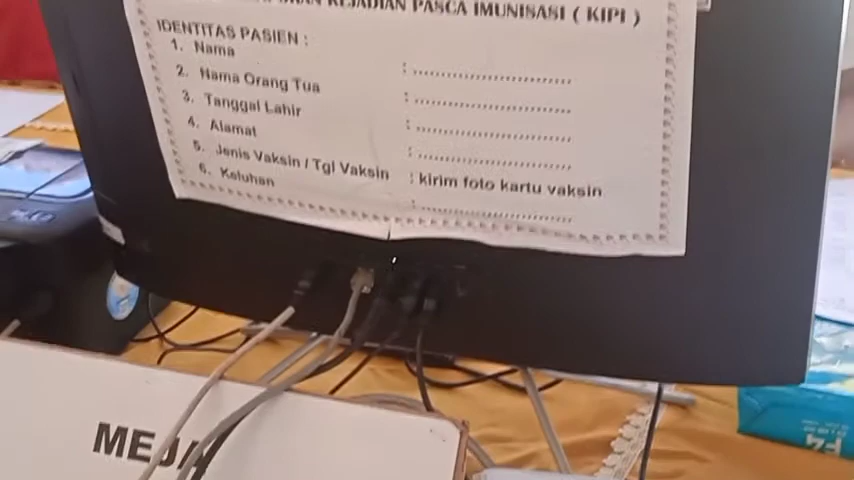 KEJADIAN PASCA IMUNISASI ( KIPI )
IDENTITAS PASIEN :
1. Nama : ..............................
2. Nama Orang Tua : ..............................
3. Tanggal Lahir : ..............................
4. Alamat : ..............................
5. Jenis Vaksin / Tgl Vaksin : kirim foto kartu vaksin
6. Keluhan : ..............................
MEJA
F4